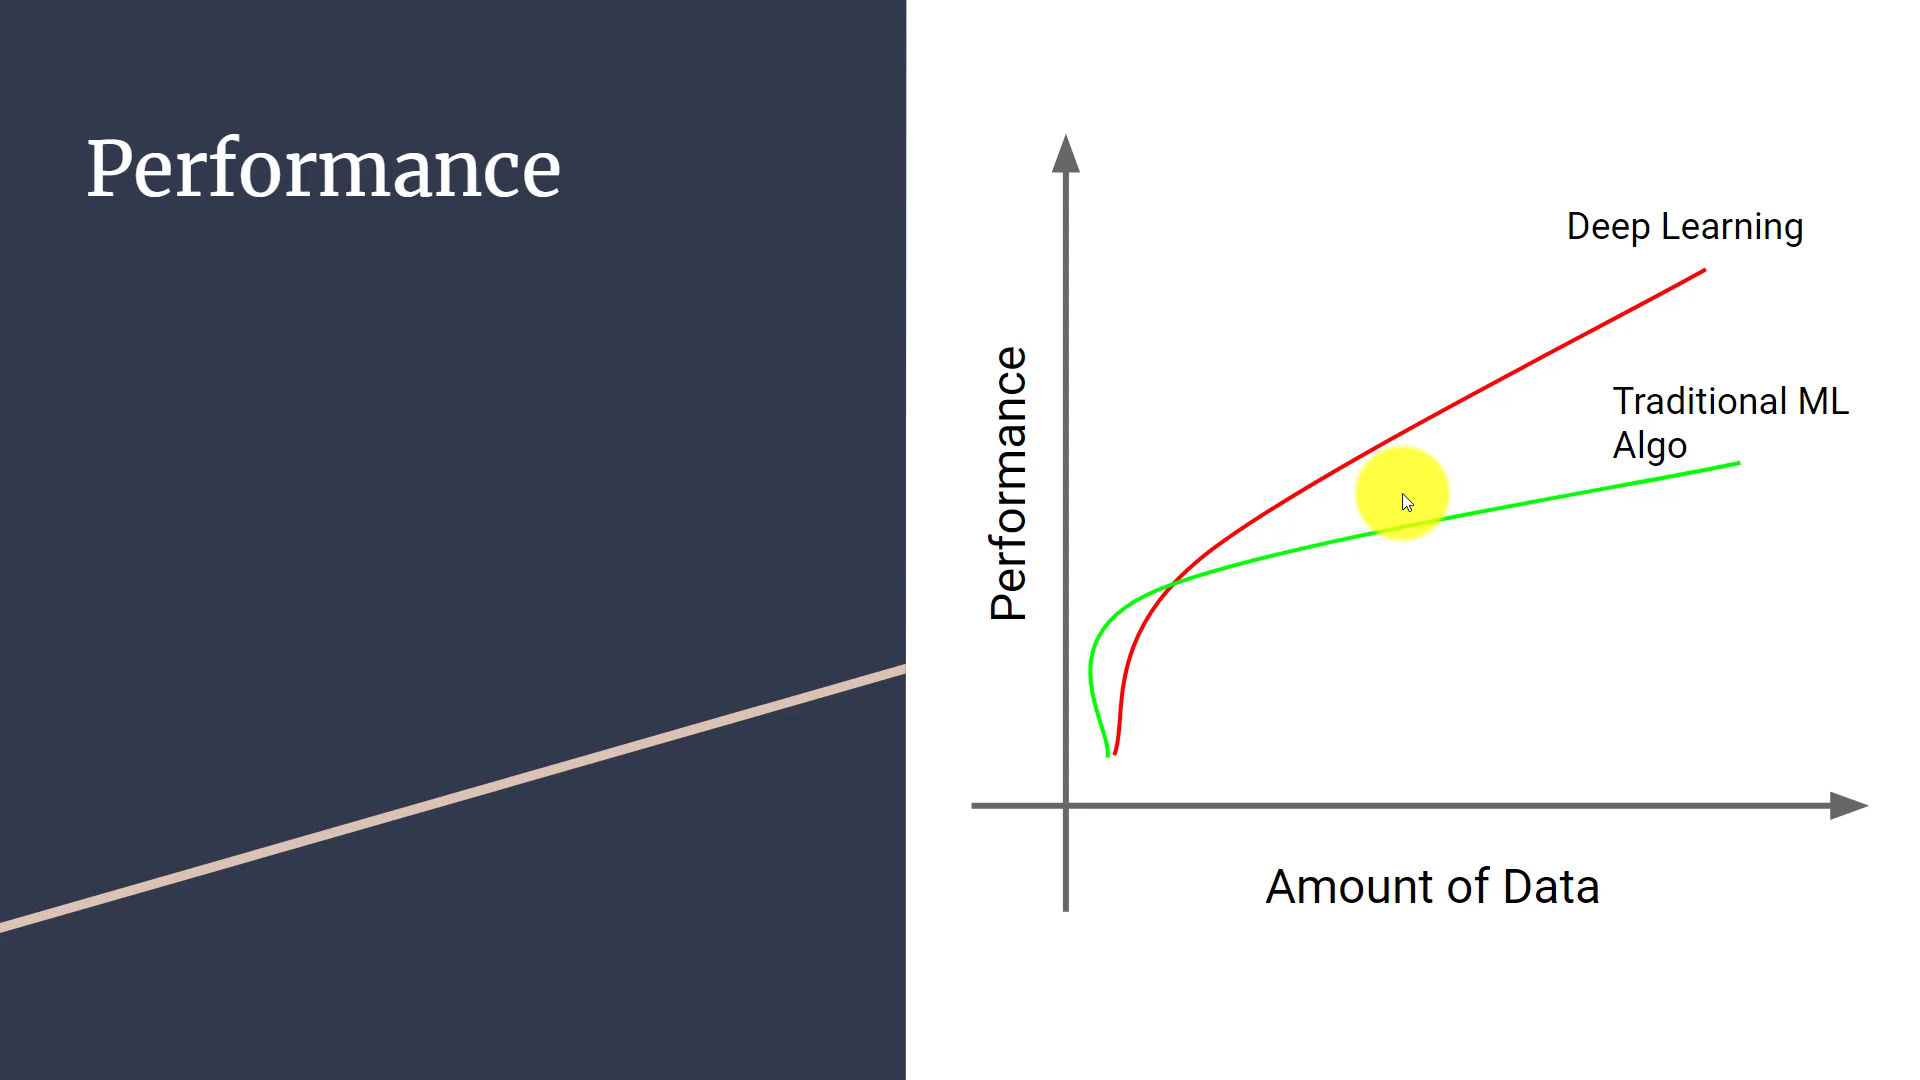 Performance
Deep Learning
Traditional ML
Algo
Performance
Amount of Data